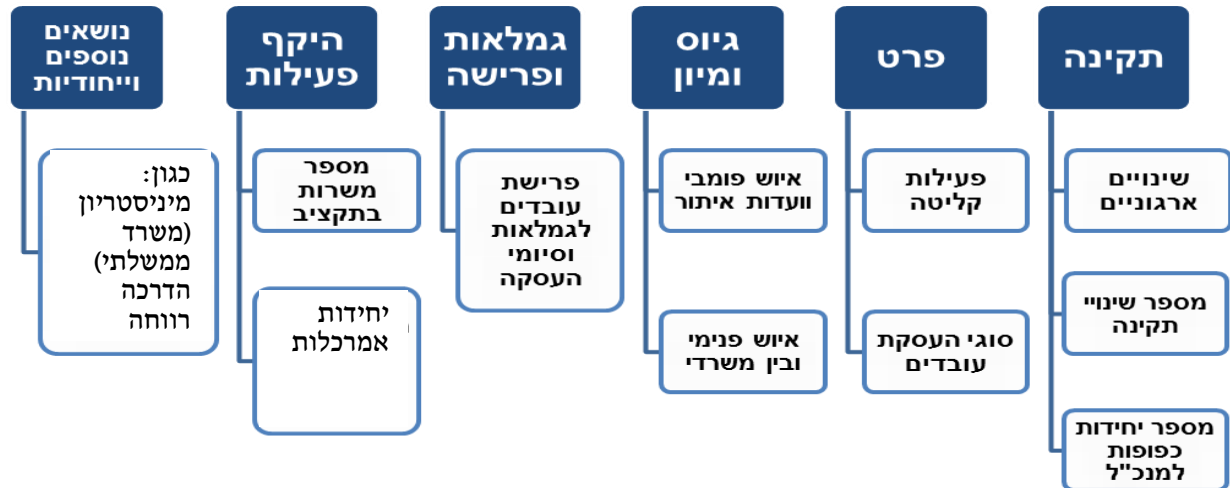 תקינה
שינויים
ארגוניים
מספר שינויי
תקינה
מספר יחידות
כפופות
למנכ"ל
פרט
פעילות
קליטה
סוגי העסקת
עובדים
גיוס
ומיון
איוש פומבי
וועדות איתור
איוש פנימי
ובין משרדי
גמלאות
ופרישה
פרישת
עובדים
לגמלאות
וסיומי
העסקה
היקף
פעילות
מספר
משרות
בתקציב
יחידות
אמרכלות
נושאים
נוספים
וייחודיות
כגון:
מיניסטריון
(משרד
ממשלתי)
הדרכה
רווחה